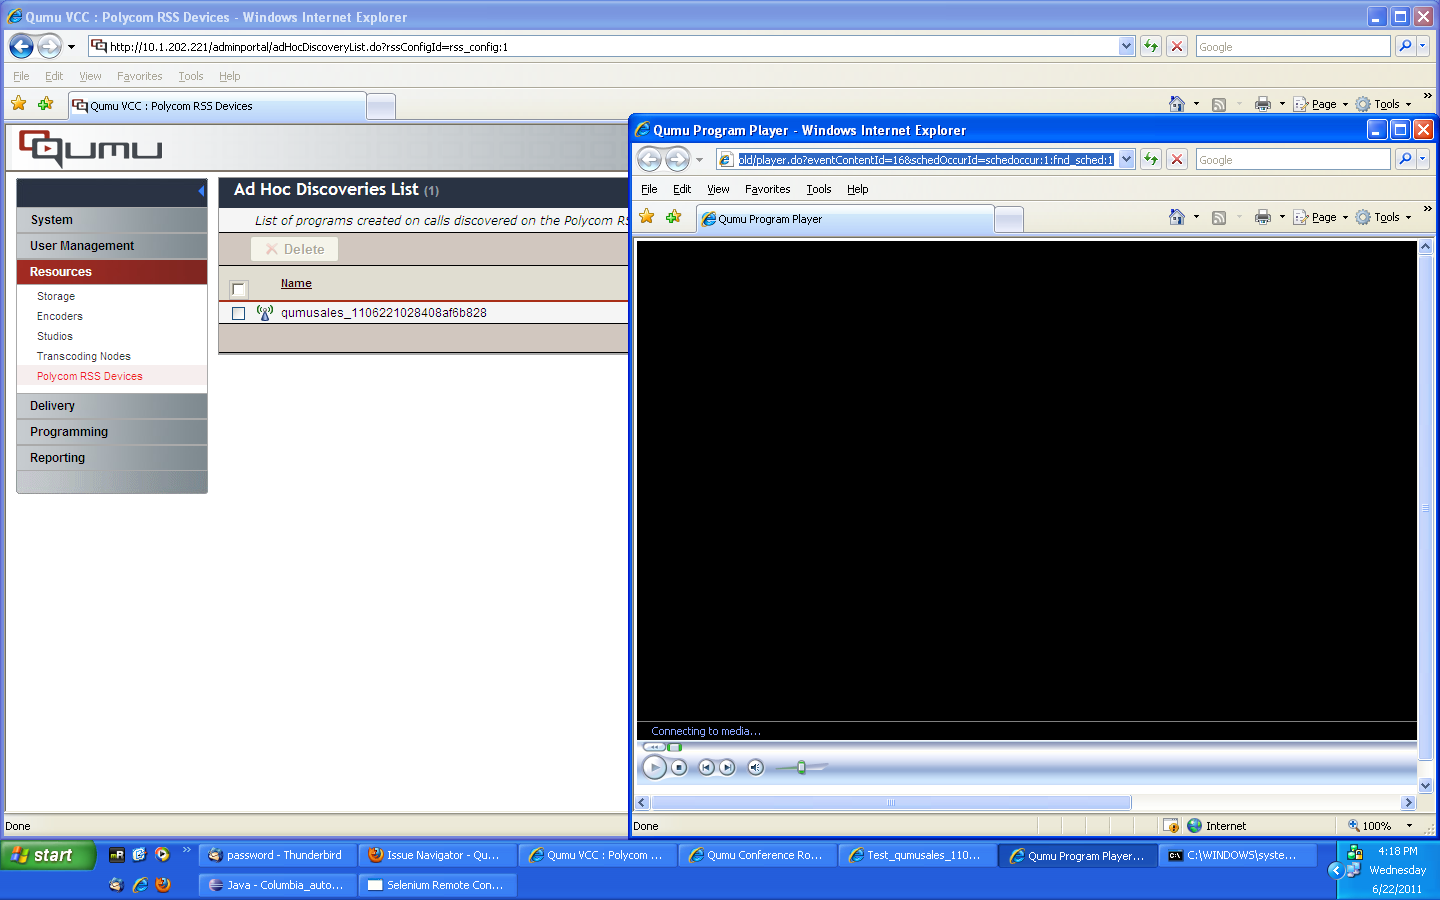 Qumu VCC : Polycom RSS Devices - Windows Internet Explorer
http://10.1.202.221/adminportal/adHocDiscoveryList.do?rssConfigId=rss_config:1
Google
File Edit View Favorites Tools Help
Qumu VCC : Polycom RSS Devices
Page Tools »
Qumu
Ad Hoc Discoveries List (1)
List of programs created on calls discovered on the Polycom RS
Delete
Name
qumusales_1106221028408af6b828
System
User Management
Resources
Storage
Encoders
Studios
Transcoding Nodes
Polycom RSS Devices
Delivery
Programming
Reporting
Done
Qumu Program Player - Windows Internet Explorer
old/player.do?eventContentId=16&schedOccurId=schedoccur:1:fnd_sched:1
Google
File Edit View Favorites Tools Help
Qumu Program Player
Page Tools »
Connecting to media...
Done
Internet
100%
start
»
password - Thunderbird
Issue Navigator - Qu...
Qumu VCC : Polycom ...
Qumu Conference Ro...
Test_qumusales_110...
Qumu Program Player...
C:\WINDOWS\syste...
Java - Columbia_auto...
Selenium Remote Con...
4:18 PM
Wednesday
6/22/2011